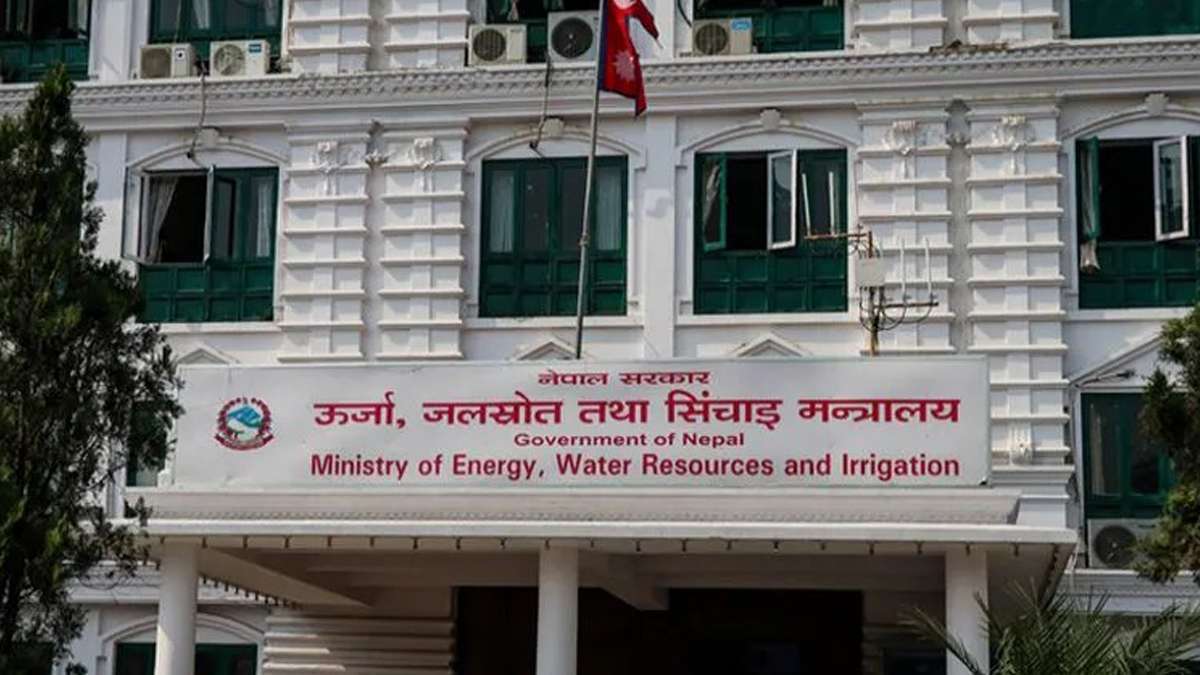 नेपाल सरकार
ऊर्जा, जलस्रोत तथा सिंचाइ मन्त्रालय
Government of Nepal
Ministry of Energy, Water Resources and Irrigation